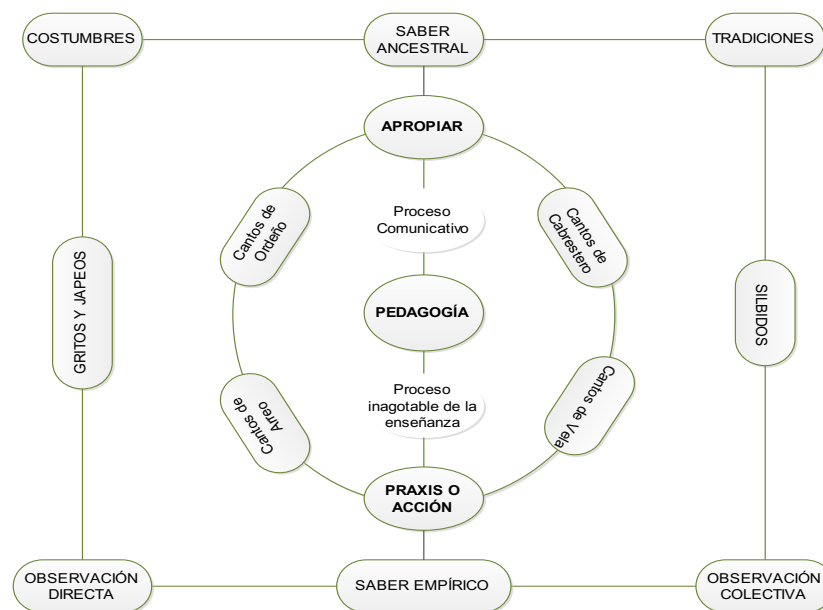 COSTUMBRES
SABER
ANCESTRAL
TRADICIONES
APROPIAR
Cantos de
Ordeño
Proceso
Comunicativo
Cantos de
Cabrestero
GRITOS Y JAPEOS
PEDAGOGÍA
SILBIDOS
Cantos de
Arreo
Proceso
inagotable de la
enseñanza
Cantos de Vela
PRAXIS O
ACCIÓN
OBSERVACIÓN
DIRECTA
SABER EMPÍRICO
OBSERVACIÓN
COLECTIVA